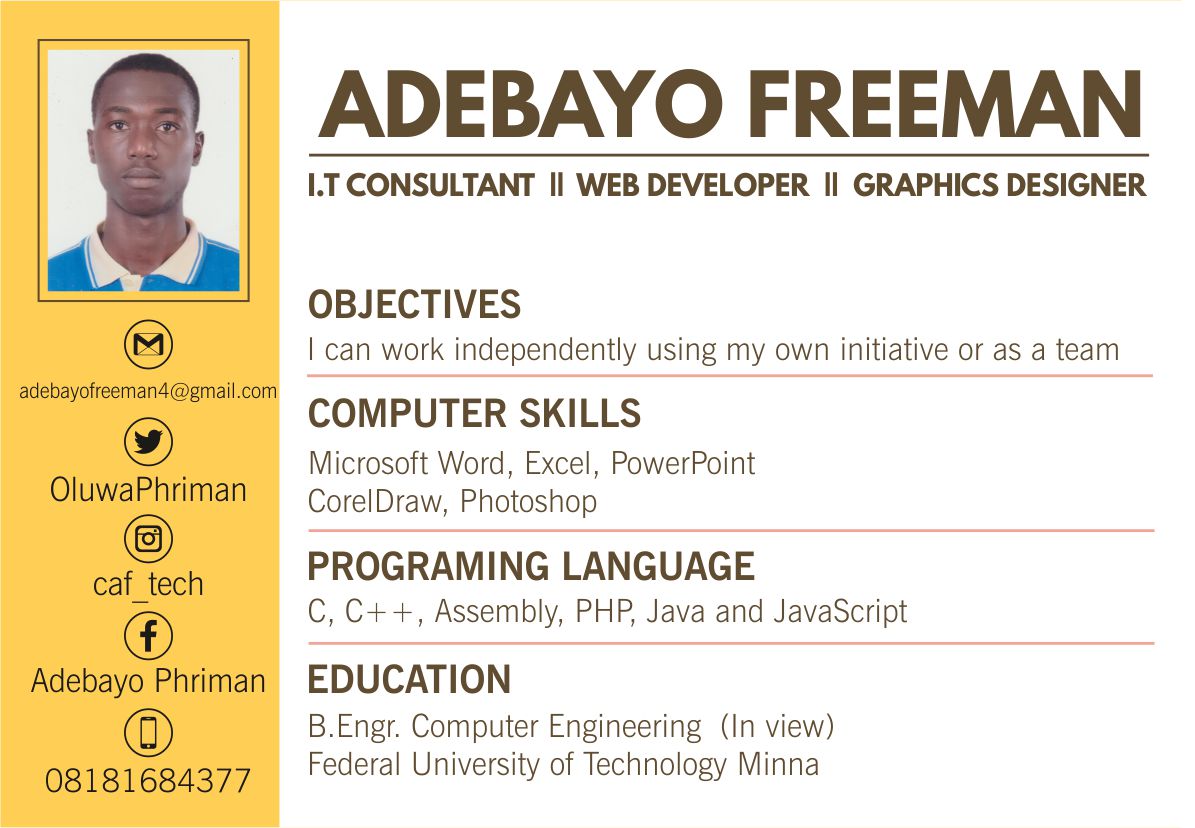 ADEBAYO FREEMAN
I.T CONSULTANT || WEB DEVELOPER || GRAPHICS DESIGNER
adebayofreeman4@gmail.com
OluwaPhriman
caf_tech
Adebayo Phriman
08181684377
OBJECTIVES
I can work independently using my own initiative or as a team
COMPUTER SKILLS
Microsoft Word, Excel, PowerPoint
CorelDraw, Photoshop
PROGRAMING LANGUAGE
C, C++, Assembly, PHP, Java and JavaScript
EDUCATION
B.Engr. Computer Engineering (In view)
Federal University of Technology Minna